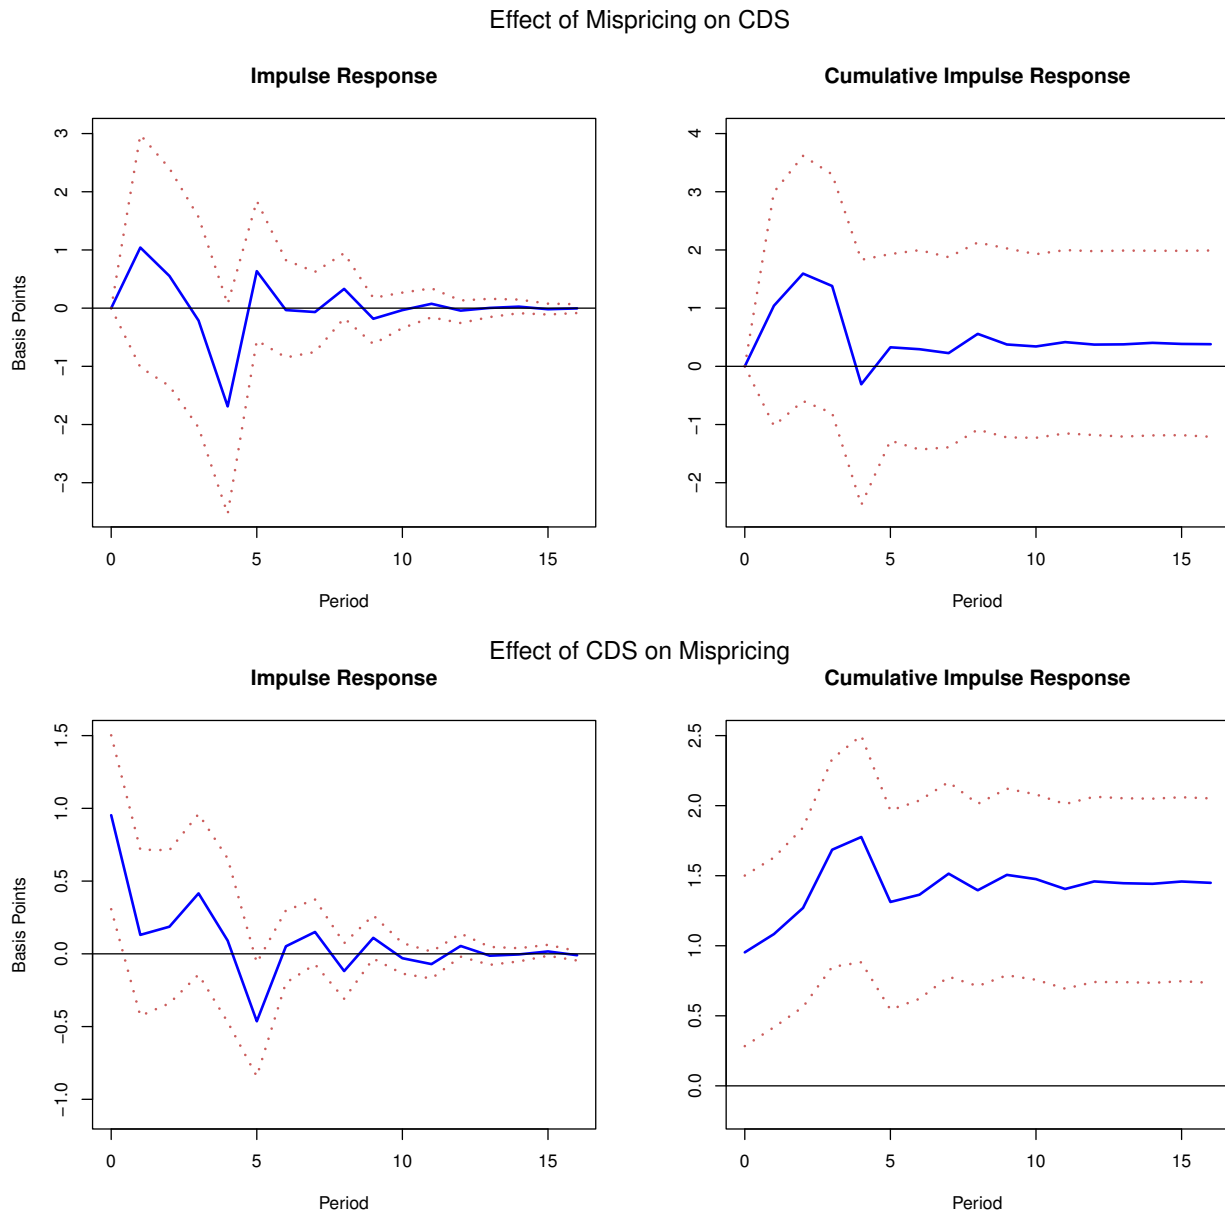 Effect of Mispricing on CDS
Impulse Response
Basis Points
3
2
1
0
−1
−2
−3
0 5 10 15
Period
Cumulative Impulse Response
4
3
2
1
0
−1
−2
0 5 10 15
Period
Effect of CDS on Mispricing
Impulse Response
Basis Points
1.5
1.0
0.5
0.0
−0.5
−1.0
0 5 10 15
Period
Cumulative Impulse Response
2.5
2.0
1.5
1.0
0.5
0.0
0 5 10 15
Period